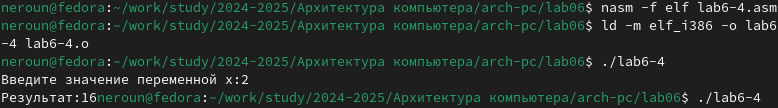 neroun@fedora:~/work/study/2024-2025/Архитектура компьютера/arch-pc/lab06$ nasm -f elf lab6-4.asm
neroun@fedora:~/work/study/2024-2025/Архитектура компьютера/arch-pc/lab06$ ld -m elf_i386 -o lab6
-4 lab6-4.o
neroun@fedora:~/work/study/2024-2025/Архитектура компьютера/arch-pc/lab06$ ./lab6-4
Введите значение переменной х:2
Результат:16neroun@fedora:~/work/study/2024-2025/Архитектура компьютера/arch-pc/lab06$ ./lab6-4